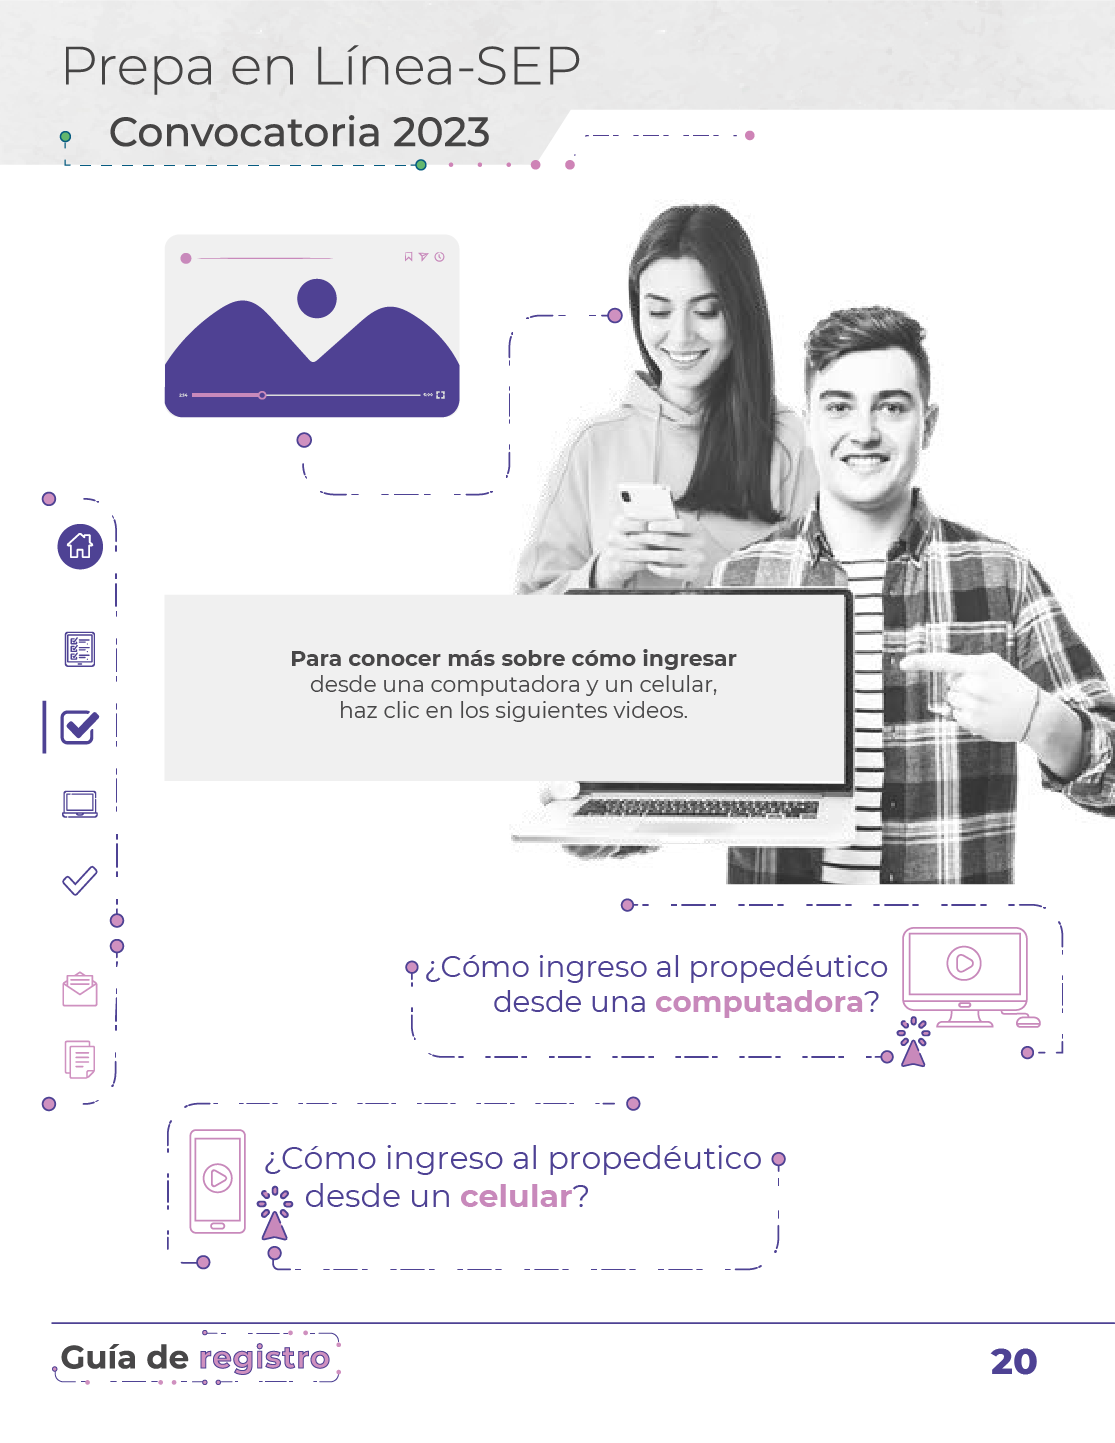 Prepa en Línea-SEP
Convocatoria 2023
Para conocer más sobre cómo ingresar
desde una computadora y un celular,
haz clic en los siguientes videos.
¿Cómo ingreso al propedéutico
desde una computadora?
¿Cómo ingreso al propedéutico
desde un celular?
Guía de registro
20